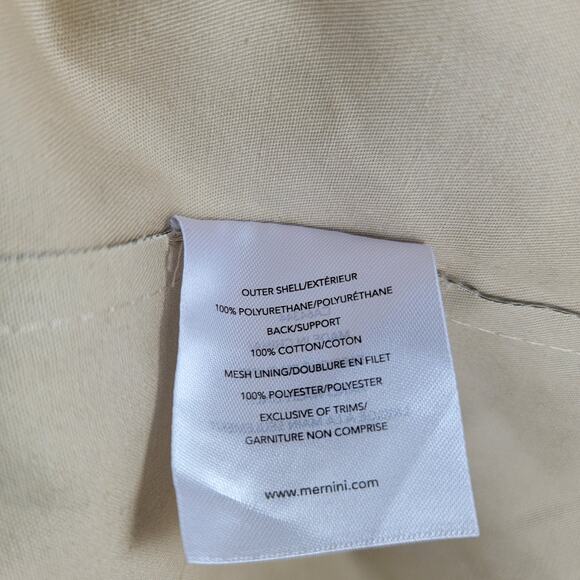 OUTER SHELL/EXTÉRIEUR
100% POLYURETHANE/POLYURÉTHANE
BACK/SUPPORT
100% COTTON/COTON
MESH LINING/DOUBLURE EN FILET
100% POLYESTER/POLYESTER
EXCLUSIVE OF TRIMS/
GARNITURE NON COMPRISE
www.mernini.com